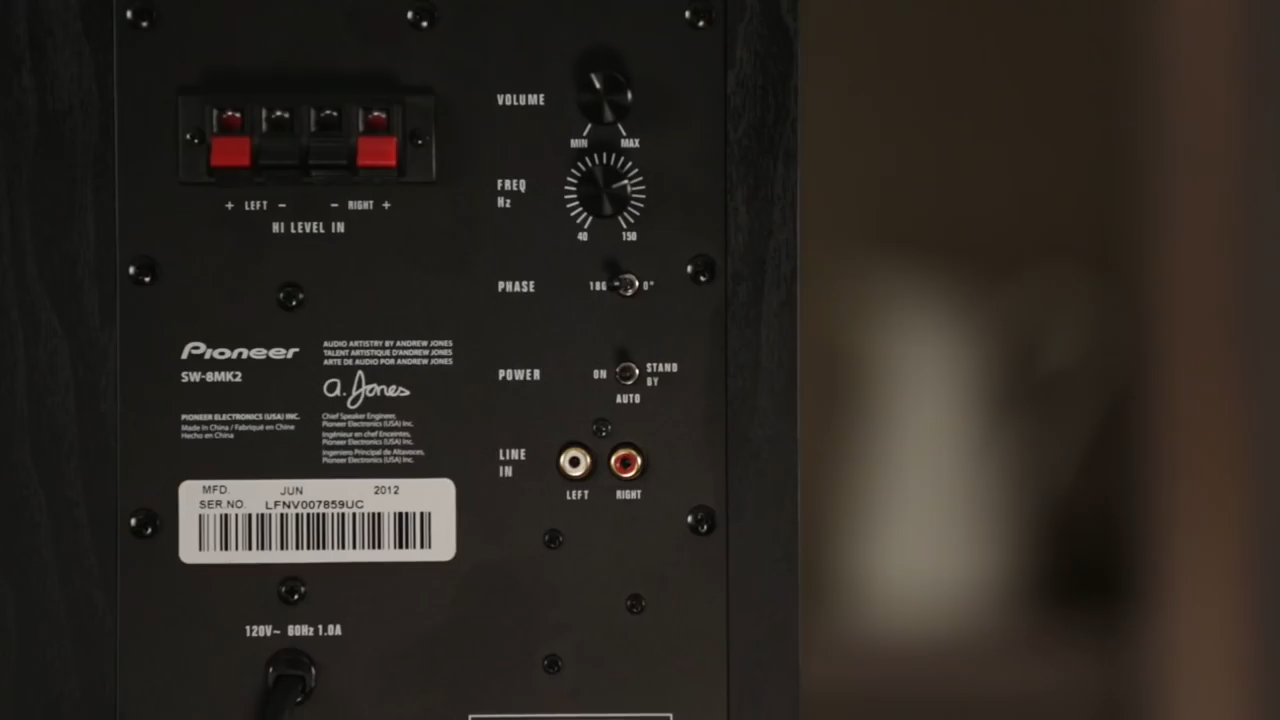 + LEFT − − RIGHT +
HI LEVEL IN
Pioneer
SW-8MK2
PIONEER ELECTRONICS (USA) INC.
Made in China / Fabriqué en Chine
Hecho en China
AUDIO ARTISTRY BY ANDREW JONES
TALENT ARTISTIQUE D'ANDREW JONES
ARTE DE AUDIO POR ANDREW JONES
A. Jones
Chief Speaker Engineer,
Pioneer Electronics (USA) Inc.
Ingénieur en chef Enceintes,
Pioneer Electronics (USA) Inc.
Ingeniero Principal de Altavoces,
Pioneer Electronics (USA) Inc.
MFD. JUN 2012
SER.NO. LFNV007859UC
120V~ 60Hz 1.0A
VOLUME
MIN MAX
FREQ
Hz
40 150
PHASE
180° 0°
POWER
ON
STAND
BY
AUTO
LINE
IN
LEFT RIGHT